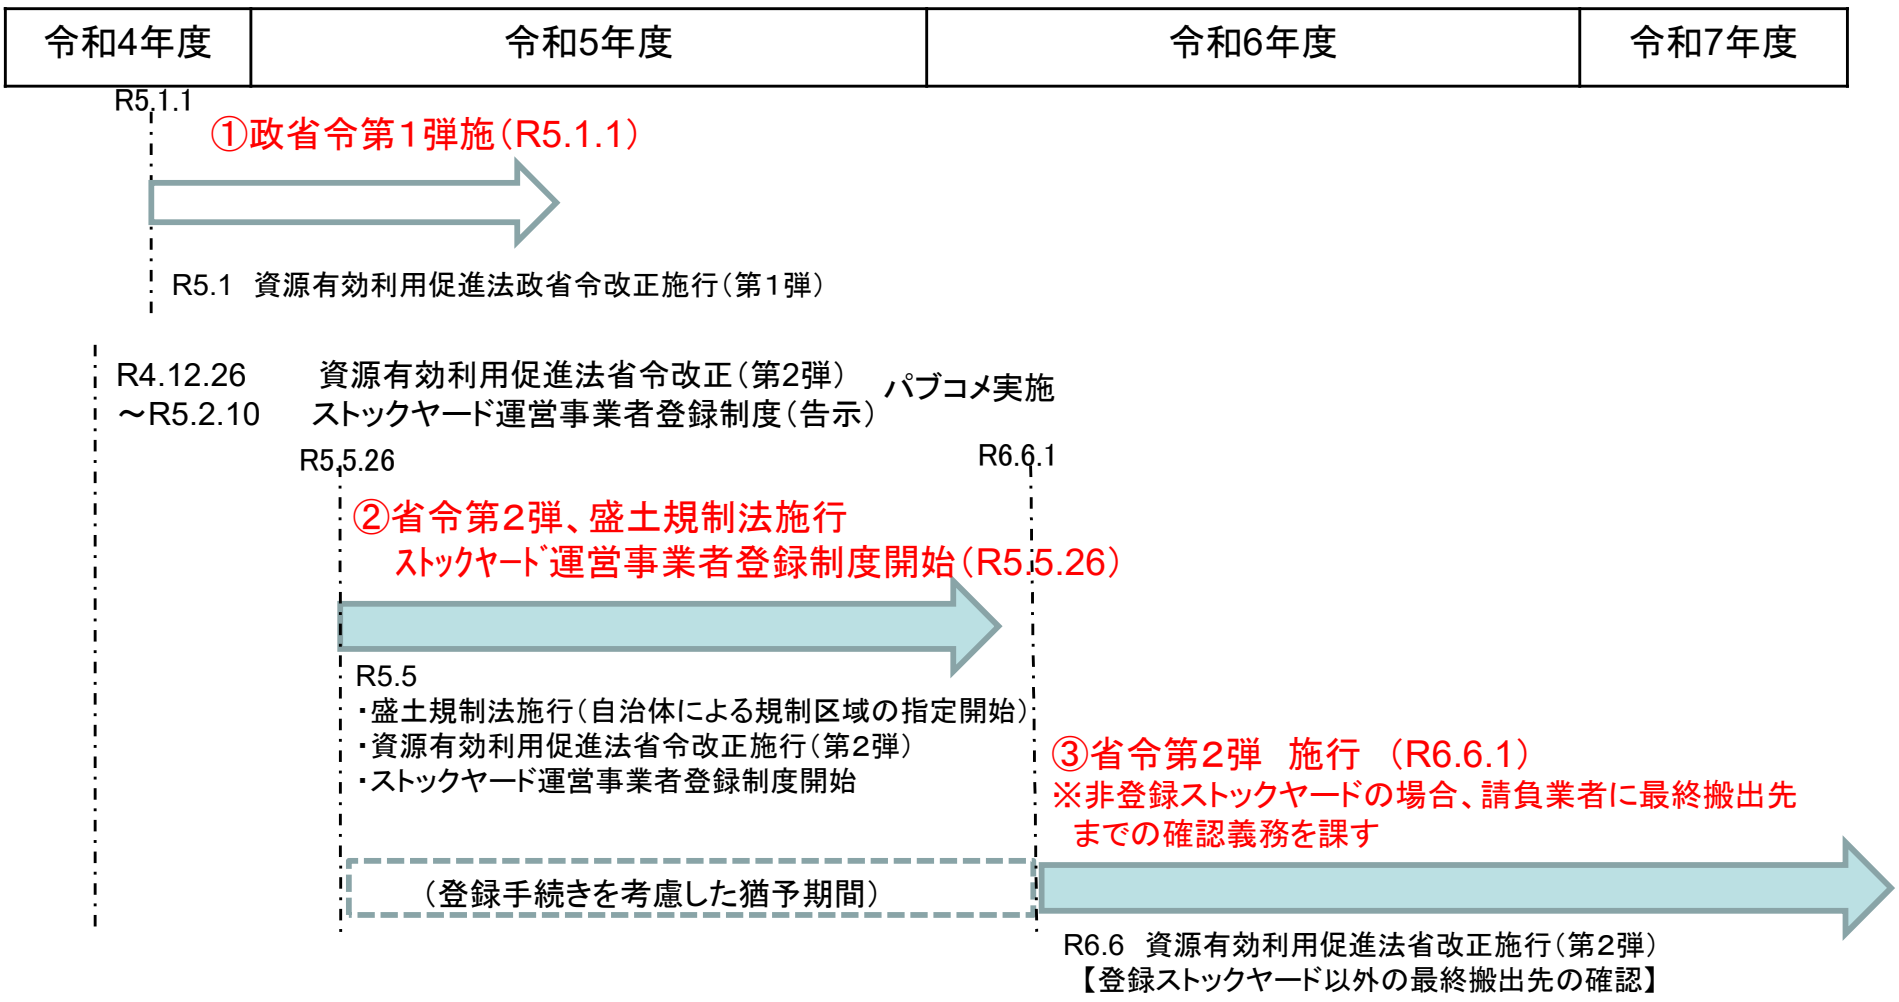 令和4年度 令和5年度 令和6年度 令和7年度
R5.1.1
①政省令第１弾施（R5.1.1）
R5.1 資源有効利用促進法政省令改正施行（第１弾）
R4.12.26 資源有効利用促進法省令改正（第2弾）
～R5.2.10 ストックヤード運営事業者登録制度（告示）
パブコメ実施
R5.5.26
R6.6.1
②省令第２弾、盛土規制法施行
ｽﾄｯｸﾔｰﾄﾞ運営事業者登録制度開始（R5.5.26）
R5.5
・盛土規制法施行（自治体による規制区域の指定開始）
・資源有効利用促進法省令改正施行（第２弾）
・ストックヤード運営事業者登録制度開始
③省令第２弾 施行 （R6.6.1）
※非登録ストックヤードの場合、請負業者に最終搬出先
までの確認義務を課す
（登録手続きを考慮した猶予期間）
R6.6 資源有効利用促進法省改正施行（第２弾）
【登録ストックヤード以外の最終搬出先の確認】